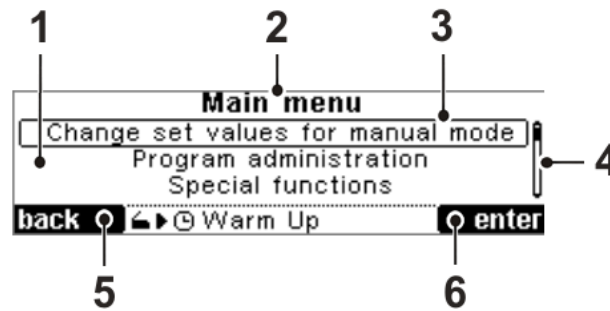 1 2 3
Main menu
Change set values for manual mode
4
Program administration
Special functions
back Warm Up enter
5 6